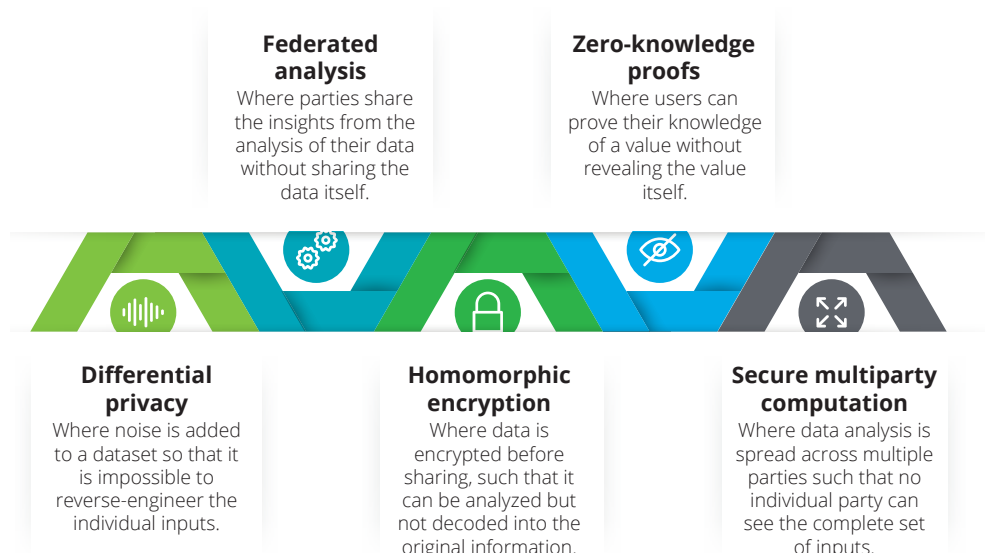 Federated
analysis
Where parties share
the insights from the
analysis of their data
without sharing the
data itself.
Zero-knowledge
proofs
Where users can
prove their knowledge
of a value without
revealing the value
itself.
Differential
privacy
Where noise is added
to a dataset so that it
is impossible to
reverse-engineer the
individual inputs.
Homomorphic
encryption
Where data is
encrypted before
sharing, such that it
can be analyzed but
not decoded into the
original information.
Secure multiparty
computation
Where data analysis is
spread across multiple
parties such that no
individual party can
see the complete set
of inputs.